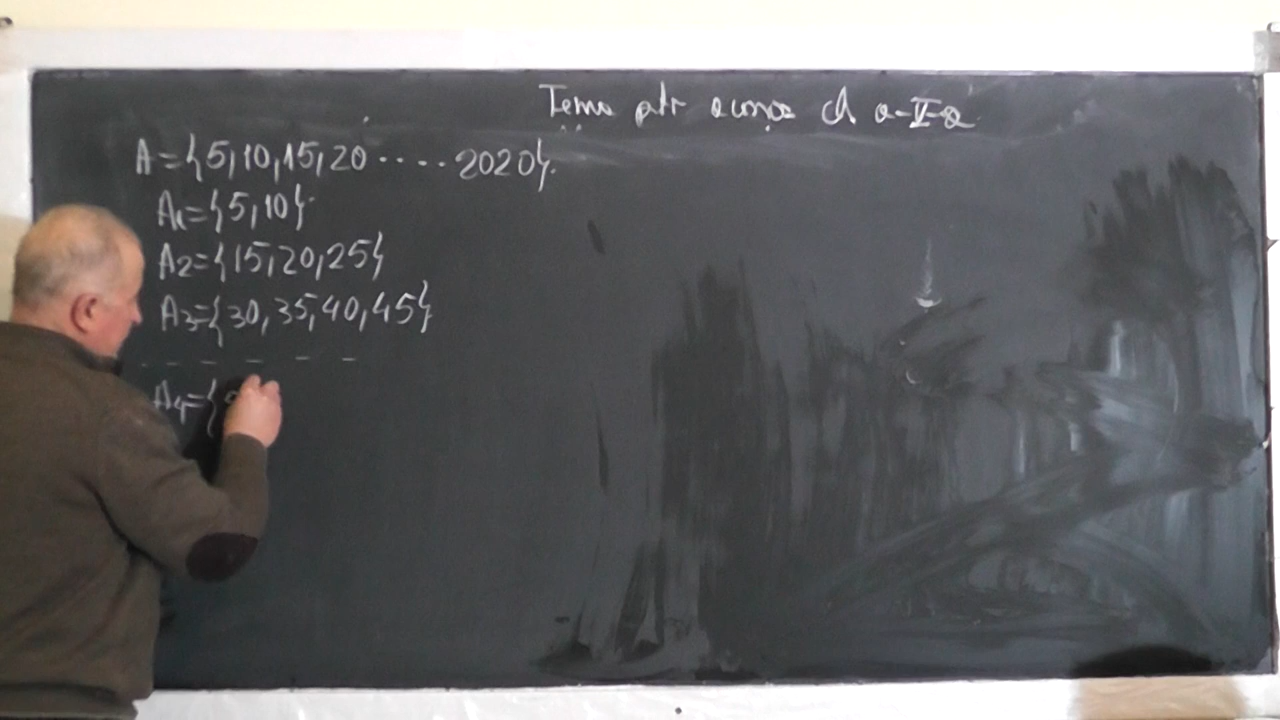 Tema ptr acasa cl a-V-a
A={5,10,15,20.....2020}.
A1={5,10}.
A2={15,20,25}
A3={30,35,40,45}
- - - - - -
A4={